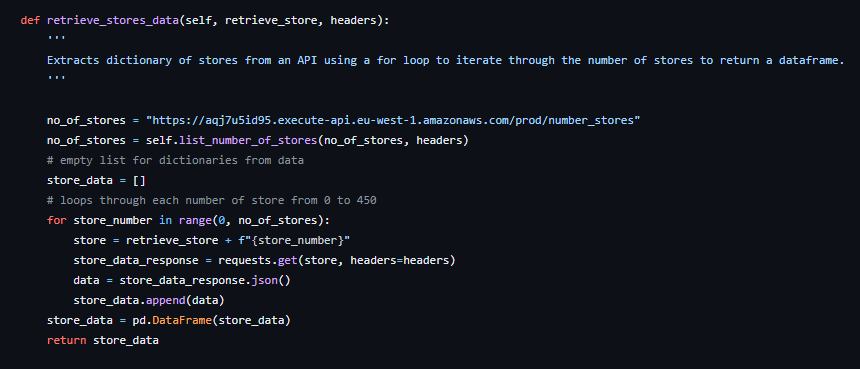 def retrieve_stores_data(self, retrieve_store, headers):
    '''
    Extracts dictionary of stores from an API using a for loop to iterate through the number of stores to return a dataframe.
    '''
    no_of_stores = "https://aqj7u5id95.execute-api.eu-west-1.amazonaws.com/prod/number_stores"
    no_of_stores = self.list_number_of_stores(no_of_stores, headers)
    # empty list for dictionaries from data
    store_data = []
    # loops through each number of store from 0 to 450
    for store_number in range(0, no_of_stores):
        store = retrieve_store + f"{store_number}"
        store_data_response = requests.get(store, headers=headers)
        data = store_data_response.json()
        store_data.append(data)
    store_data = pd.DataFrame(store_data)
    return store_data